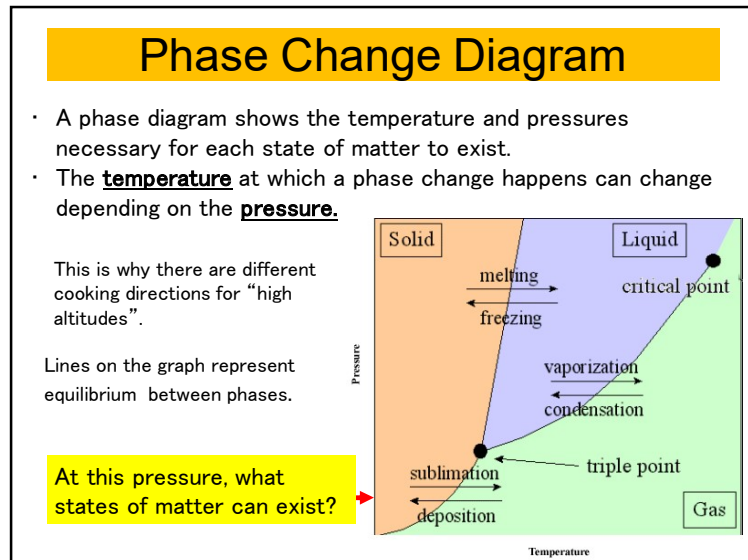 Phase Change Diagram
· A phase diagram shows the temperature and pressures
necessary for each state of matter to exist.
· The temperature at which a phase change happens can change
depending on the pressure.
This is why there are different
cooking directions for “high
altitudes”.
Lines on the graph represent
equilibrium between phases.
At this pressure, what
states of matter can exist?
Solid
Liquid
melting
freezing
critical point
Pressure
vaporization
condensation
triple point
sublimation
deposition
Gas
Temperature